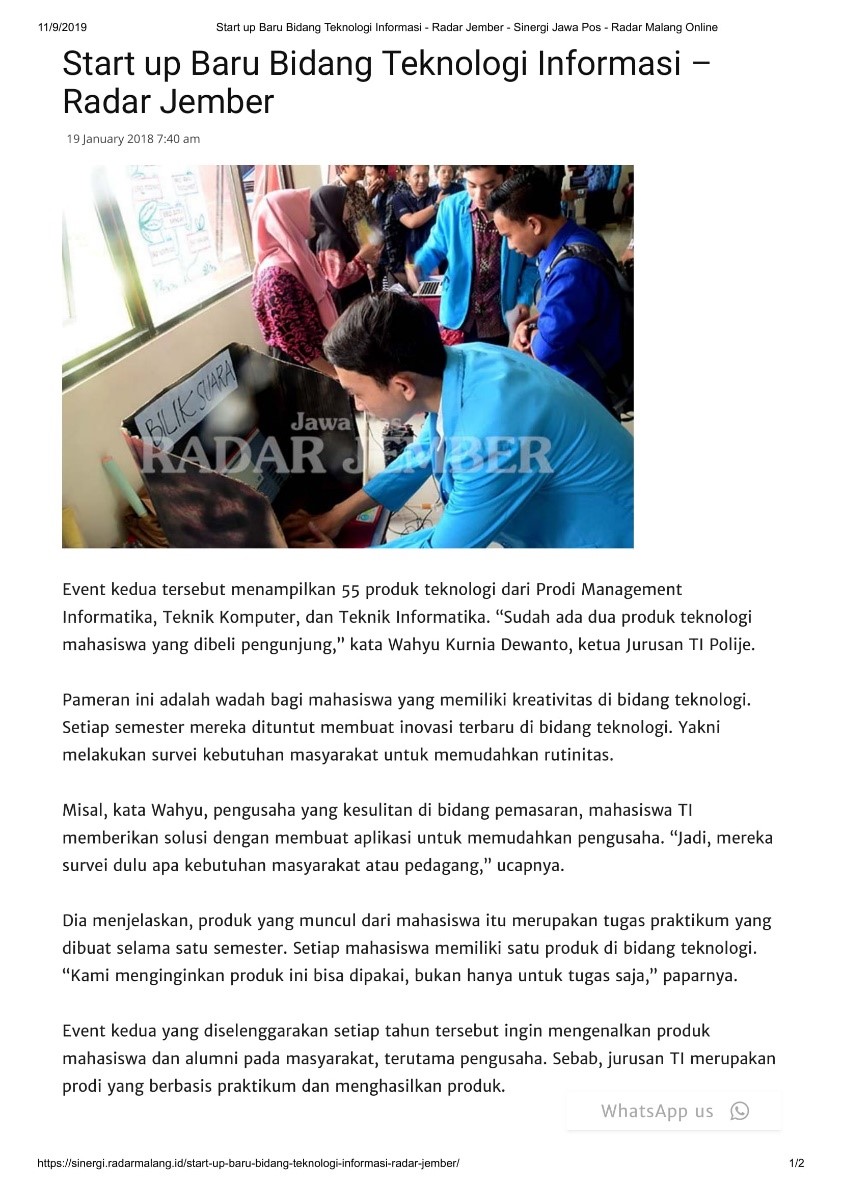 11/9/2019 Start up Baru Bidang Teknologi Informasi - Radar Jember - Sinergi Jawa Pos - Radar Malang Online
Start up Baru Bidang Teknologi Informasi –
Radar Jember
19 January 2018 7:40 am
BILIK SUARA
Jawa Pos
RADAR JEMBER
Event kedua tersebut menampilkan 55 produk teknologi dari Prodi Management
Informatika, Teknik Komputer, dan Teknik Informatika. “Sudah ada dua produk teknologi
mahasiswa yang dibeli pengunjung,” kata Wahyu Kurnia Dewanto, ketua Jurusan TI Polije.
Pameran ini adalah wadah bagi mahasiswa yang memiliki kreativitas di bidang teknologi.
Setiap semester mereka dituntut membuat inovasi terbaru di bidang teknologi. Yakni
melakukan survei kebutuhan masyarakat untuk memudahkan rutinitas.
Misal, kata Wahyu, pengusaha yang kesulitan di bidang pemasaran, mahasiswa TI
memberikan solusi dengan membuat aplikasi untuk memudahkan pengusaha. “Jadi, mereka
survei dulu apa kebutuhan masyarakat atau pedagang,” ucapnya.
Dia menjelaskan, produk yang muncul dari mahasiswa itu merupakan tugas praktikum yang
dibuat selama satu semester. Setiap mahasiswa memiliki satu produk di bidang teknologi.
“Kami menginginkan produk ini bisa dipakai, bukan hanya untuk tugas saja,” paparnya.
Event kedua yang diselenggarakan setiap tahun tersebut ingin mengenalkan produk
mahasiswa dan alumni pada masyarakat, terutama pengusaha. Sebab, jurusan TI merupakan
prodi yang berbasis praktikum dan menghasilkan produk.
WhatsApp us
https://sinergi.radarmalang.id/start-up-baru-bidang-teknologi-informasi-radar-jember/ 1/2